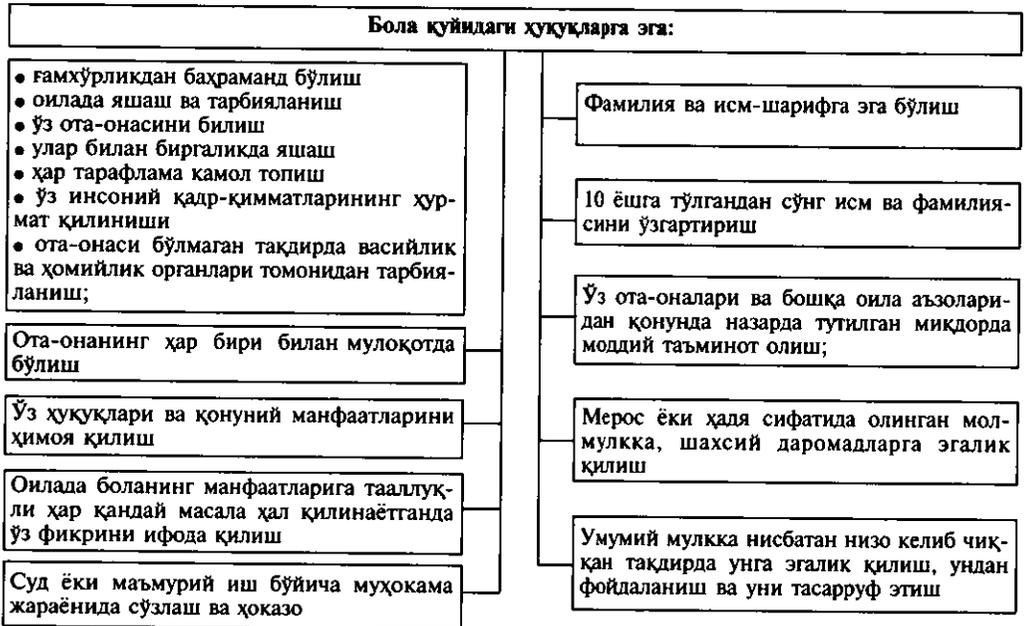 Бола қуйидаги ҳуқуқларга эга:
• ғамхўрликдан баҳраманд бўлиш
• оилада яшаш ва тарбияланиш
• ўз ота-онасини билиш
• улар билан биргаликда яшаш
• ҳар тарафлама камол топиш
• ўз инсоний қадр-қимматларининг ҳур-
мат қилиниши
• ота-онаси бўлмаган тақдирда васийлик
ва ҳомийлик органлари томонидан тарбия-
ланиш;
Ота-онанинг ҳар бири билан мулоқотда
бўлиш
Ўз ҳуқуқлари ва қонуний манфаатларини
ҳимоя қилиш
Оилада боланинг манфаатларига тааллуқ-
ли ҳар қандай масала ҳал қилинаётганда
ўз фикрини ифода қилиш
Суд ёки маъмурий иш бўйича муҳокама
жараёнида сўзлаш ва ҳоказо
Фамилия ва исм-шарифга эга бўлиш
10 ёшга тўлгандан сўнг исм ва фамилия-
сини ўзгартириш
Ўз ота-оналари ва бошқа оила аъзолари-
дан қонунда назарда тутилган миқдорда
моддий таъминот олиш;
Мерос ёки ҳадя сифатида олинган мол-
мулкка, шахсий даромадларга эгалик
қилиш
Умумий мулкка нисбатан низо келиб чиқ-
қан тақдирда унга эгалик қилиш, ундан
фойдаланиш ва уни тасарруф этиш